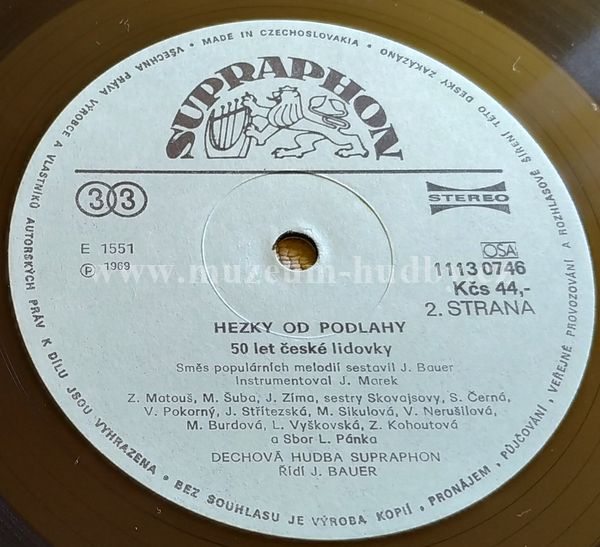 VŠECHNA PRÁVA VÝROBCE A VLASTNÍKŮ AUTORSKÝCH PRÁV K DÍLU JSOU VYHRAZENA • BEZ SOUHLASU JE VÝROBA KOPIÍ, PRONÁJEM, PŮJČOVÁNÍ, VEŘEJNÉ PROVOZOVÁNÍ A ROZHLASOVÉ ŠÍŘENÍ TÉTO DESKY ZAKÁZÁNO • MADE IN CZECHOSLOVAKIA •
SUPRAPHON
33
STEREO
E 1551
Ⓟ 1969
OSA
1113 0746
Kčs 44,-
2. STRANA
www.muzeum-hudby.
HEZKY OD PODLAHY
50 let české lidovky
Směs populárních melodií sestavil J. Bauer
Instrumentoval J. Marek
Z. Matouš, M. Šuba, J. Zíma, sestry Skovajsovy, S. Černá,
V. Pokorný, J. Střítezská, M. Sikulová, V. Nerušilová,
M. Burdová, L. Vyškovská, Z. Kohoutová
a Sbor L. Pánka
DECHOVÁ HUDBA SUPRAPHON
Řídí J. BAUER